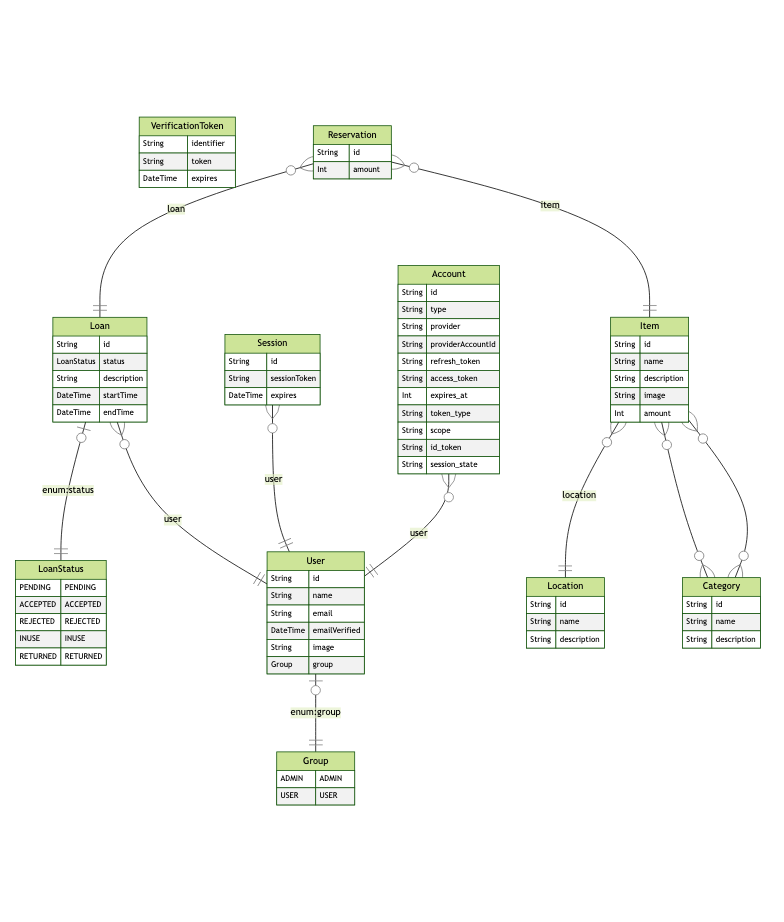 VerificationToken
String identifier
String token
DateTime expires
Reservation
String id
Int amount
loan
item
Account
String id
String type
String provider
String providerAccountId
String refresh_token
String access_token
Int expires_at
String token_type
String scope
String id_token
String session_state
Loan
String id
LoanStatus status
String description
DateTime startTime
DateTime endTime
Session
String id
String sessionToken
DateTime expires
Item
String id
String name
String description
String image
Int amount
enum:status
user
user
user
location
LoanStatus
PENDING PENDING
ACCEPTED ACCEPTED
REJECTED REJECTED
INUSE INUSE
RETURNED RETURNED
User
String id
String name
String email
DateTime emailVerified
String image
Group group
Location
String id
String name
String description
Category
String id
String name
String description
enum:group
Group
ADMIN ADMIN
USER USER